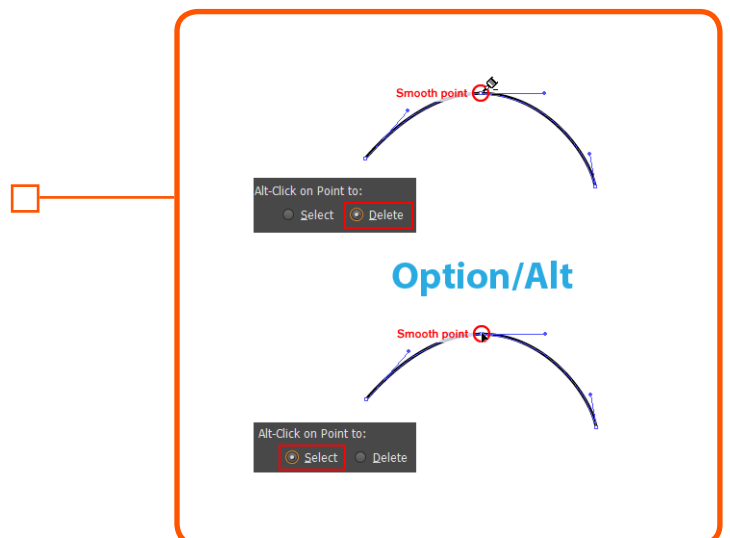 Smooth point
Alt-Click on Point to:
Select Delete
Option/Alt
Smooth point
Alt-Click on Point to:
Select Delete